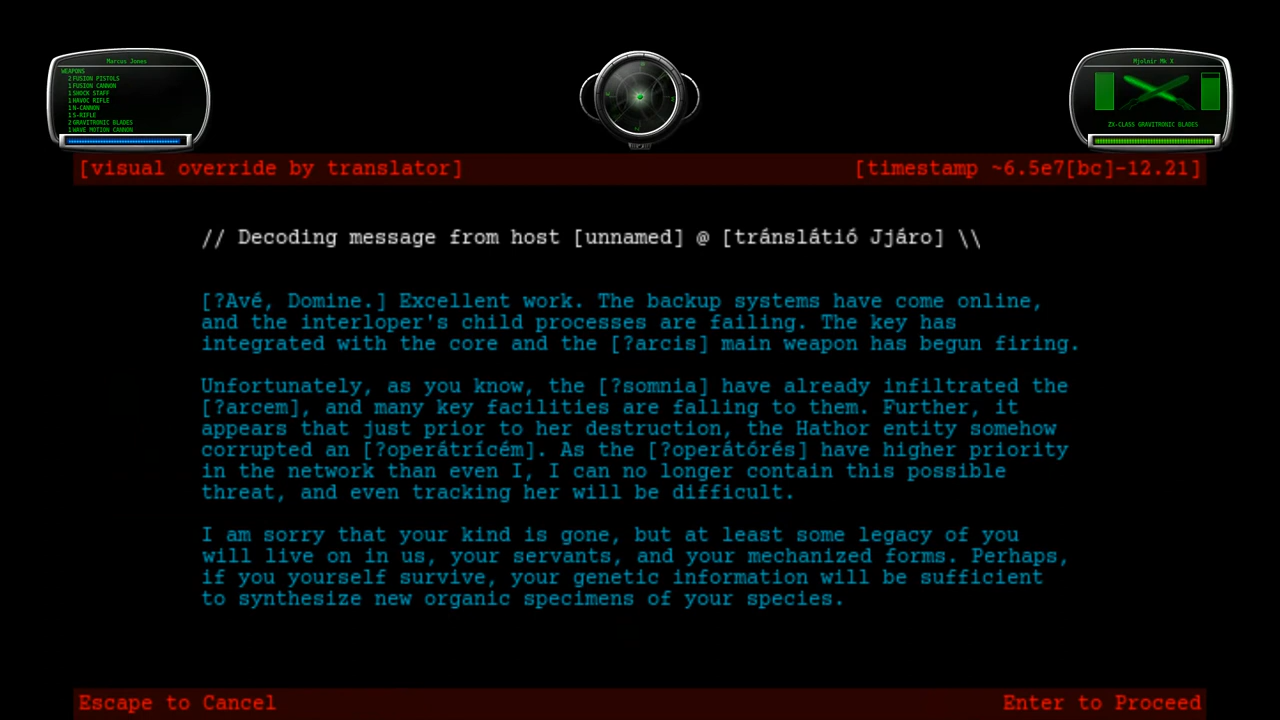 Marcus Jones
WEAPONS
2 FUSION PISTOLS
1 FUSION CANNON
1 SHOCK STAFF
1 HAVOC RIFLE
1 N-CANNON
1 S-RIFLE
2 GRAVITRONIC BLADES
1 WAVE MOTION CANNON
Mjolnir Mk X
ZX-CLASS GRAVITRONIC BLADES
[visual override by translator]
[timestamp ~6.5e7[bc]-12.21]
// Decoding message from host [unnamed] @ [tránslátió Jjáro] \\
[?Avé, Domine.] Excellent work. The backup systems have come online,
and the interloper's child processes are failing. The key has
integrated with the core and the [?arcis] main weapon has begun firing.
Unfortunately, as you know, the [?somnia] have already infiltrated the
[?arcem], and many key facilities are falling to them. Further, it
appears that just prior to her destruction, the Hathor entity somehow
corrupted an [?operátrícém]. As the [?operátórés] have higher priority
in the network than even I, I can no longer contain this possible
threat, and even tracking her will be difficult.
I am sorry that your kind is gone, but at least some legacy of you
will live on in us, your servants, and your mechanized forms. Perhaps,
if you yourself survive, your genetic information will be sufficient
to synthesize new organic specimens of your species.
Escape to Cancel
Enter to Proceed